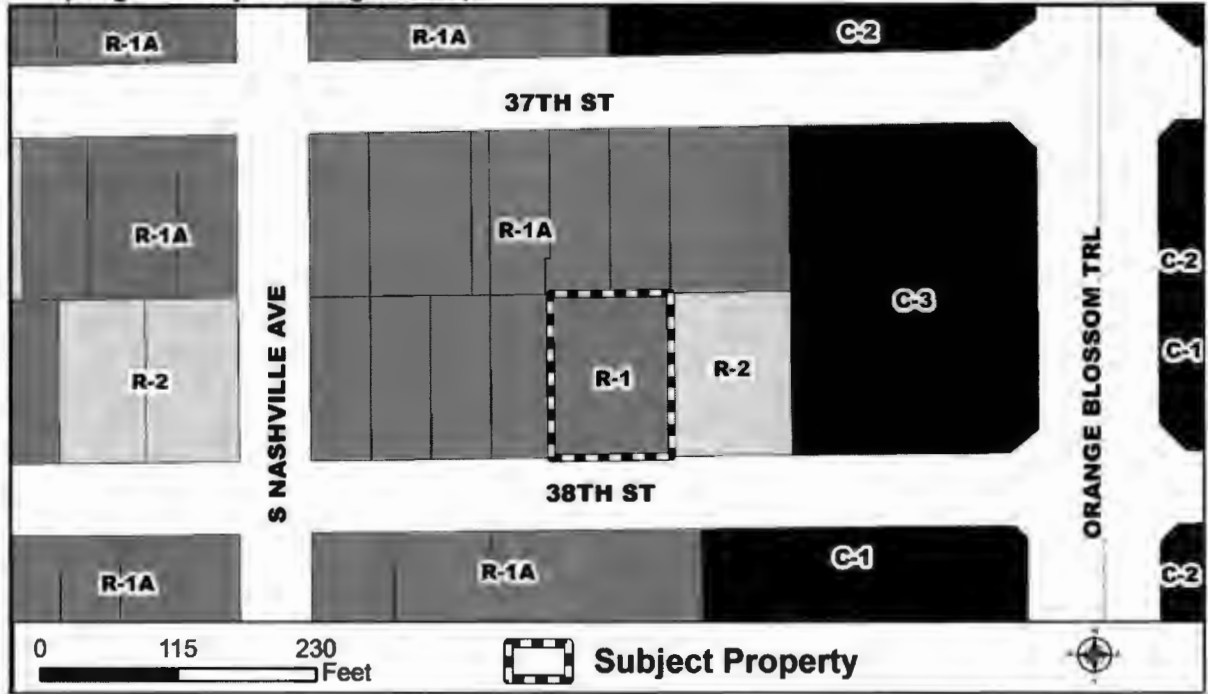 R-1A
R-1A
C-2
37TH ST
R-1A
R-1A
C-3
C-2
C-1
S NASHVILLE AVE
ORANGE BLOSSOM TRL
R-2
R-1
R-2
38TH ST
R-1A
R-1A
C-1
C-2
0 115 230
Feet
Subject Property